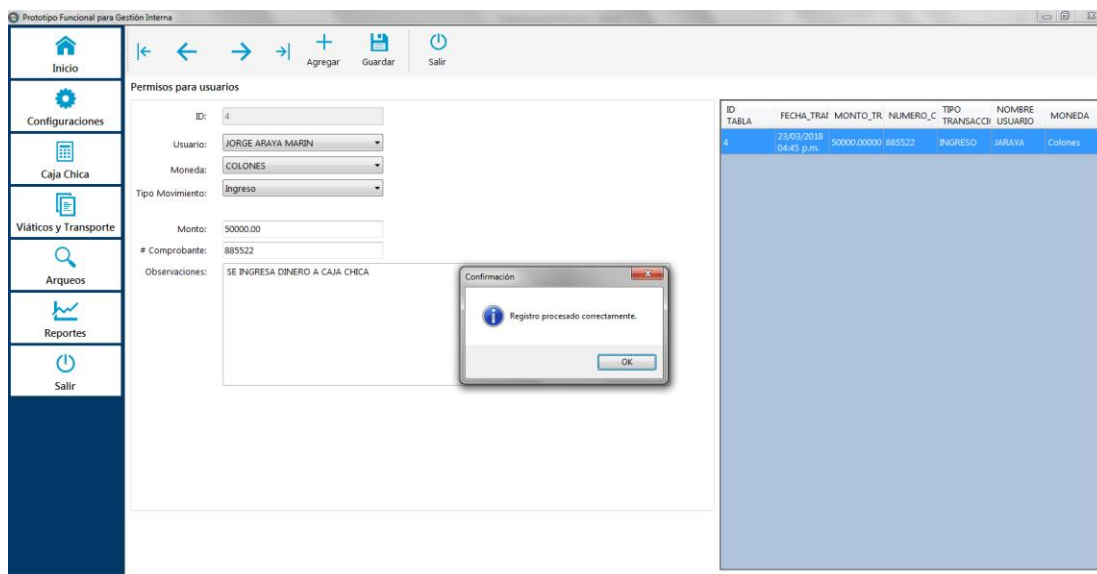 Prototipo Funcional para Gestión Interna
Inicio
Configuraciones
Caja Chica
Viáticos y Transporte
Arqueos
Reportes
Salir
Agregar
Guardar
Salir
Permisos para usuarios
ID: 4
Usuario: JORGE ARAYA MARIN
Moneda: COLONES
Tipo Movimiento: Ingreso
Monto: 50000.00
# Comprobante: 885522
Observaciones: SE INGRESA DINERO A CAJA CHICA
Confirmación
Registro procesado correctamente.
OK
ID TABLA FECHA_TRAI MONTO_TR NUMERO_C TIPO TRANSACCI NOMBRE USUARIO MONEDA
4 23/03/2018 04:45 p.m. 50000.00000 885522 INGRESO JARAYA Colones